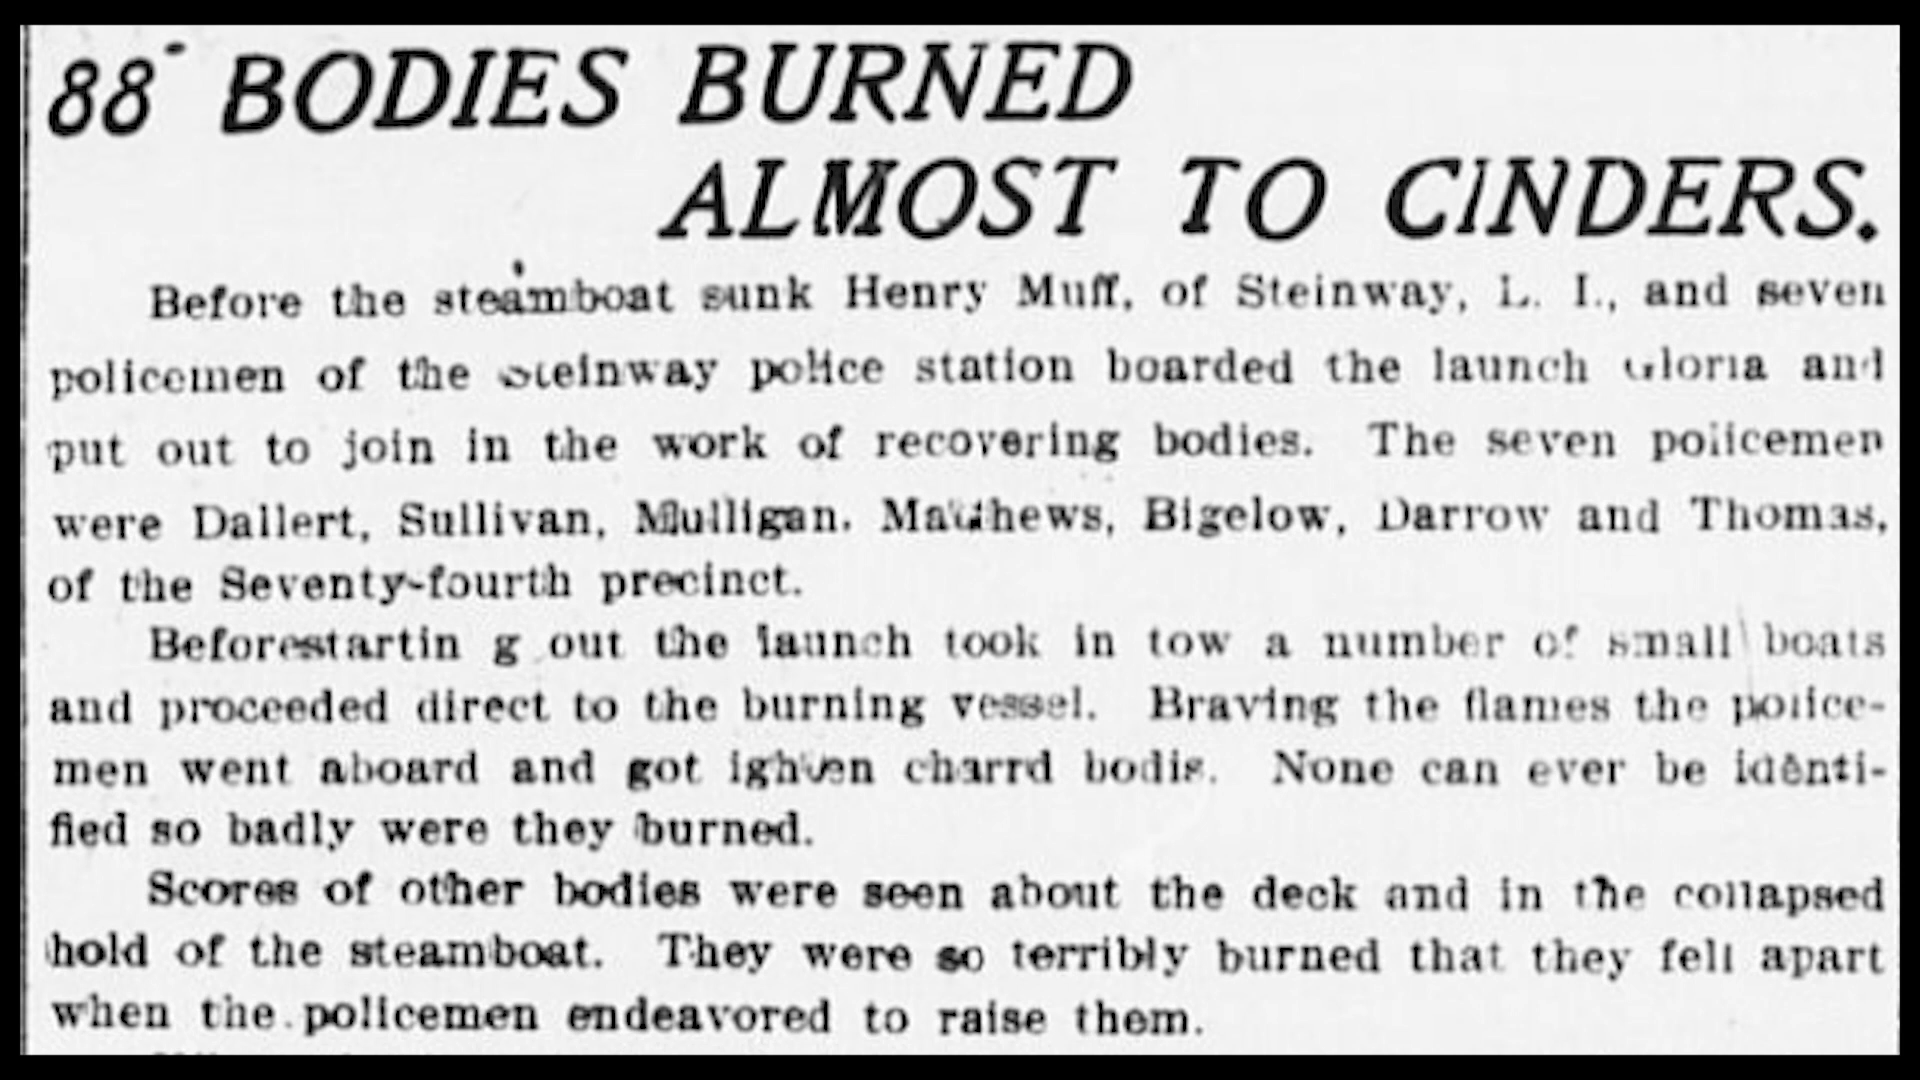 88 BODIES BURNED
ALMOST TO CINDERS.
Before the steamboat sunk Henry Muff, of Steinway, L. I., and seven
policemen of the Steinway police station boarded the launch Gloria and
put out to join in the work of recovering bodies. The seven policemen
were Dallert, Sullivan, Mulligan, Matthews, Bigelow, Darrow and Thomas,
of the Seventy-fourth precinct.
Beforestartin g out the launch took in tow a number of small boats
and proceeded direct to the burning vessel. Braving the flames the police-
men went aboard and got charrd bodis. None can ever be identi-
fied so badly were they burned.
Scores of other bodies were seen about the deck and in the collapsed
hold of the steamboat. They were so terribly burned that they fell apart
when the policemen endeavored to raise them.